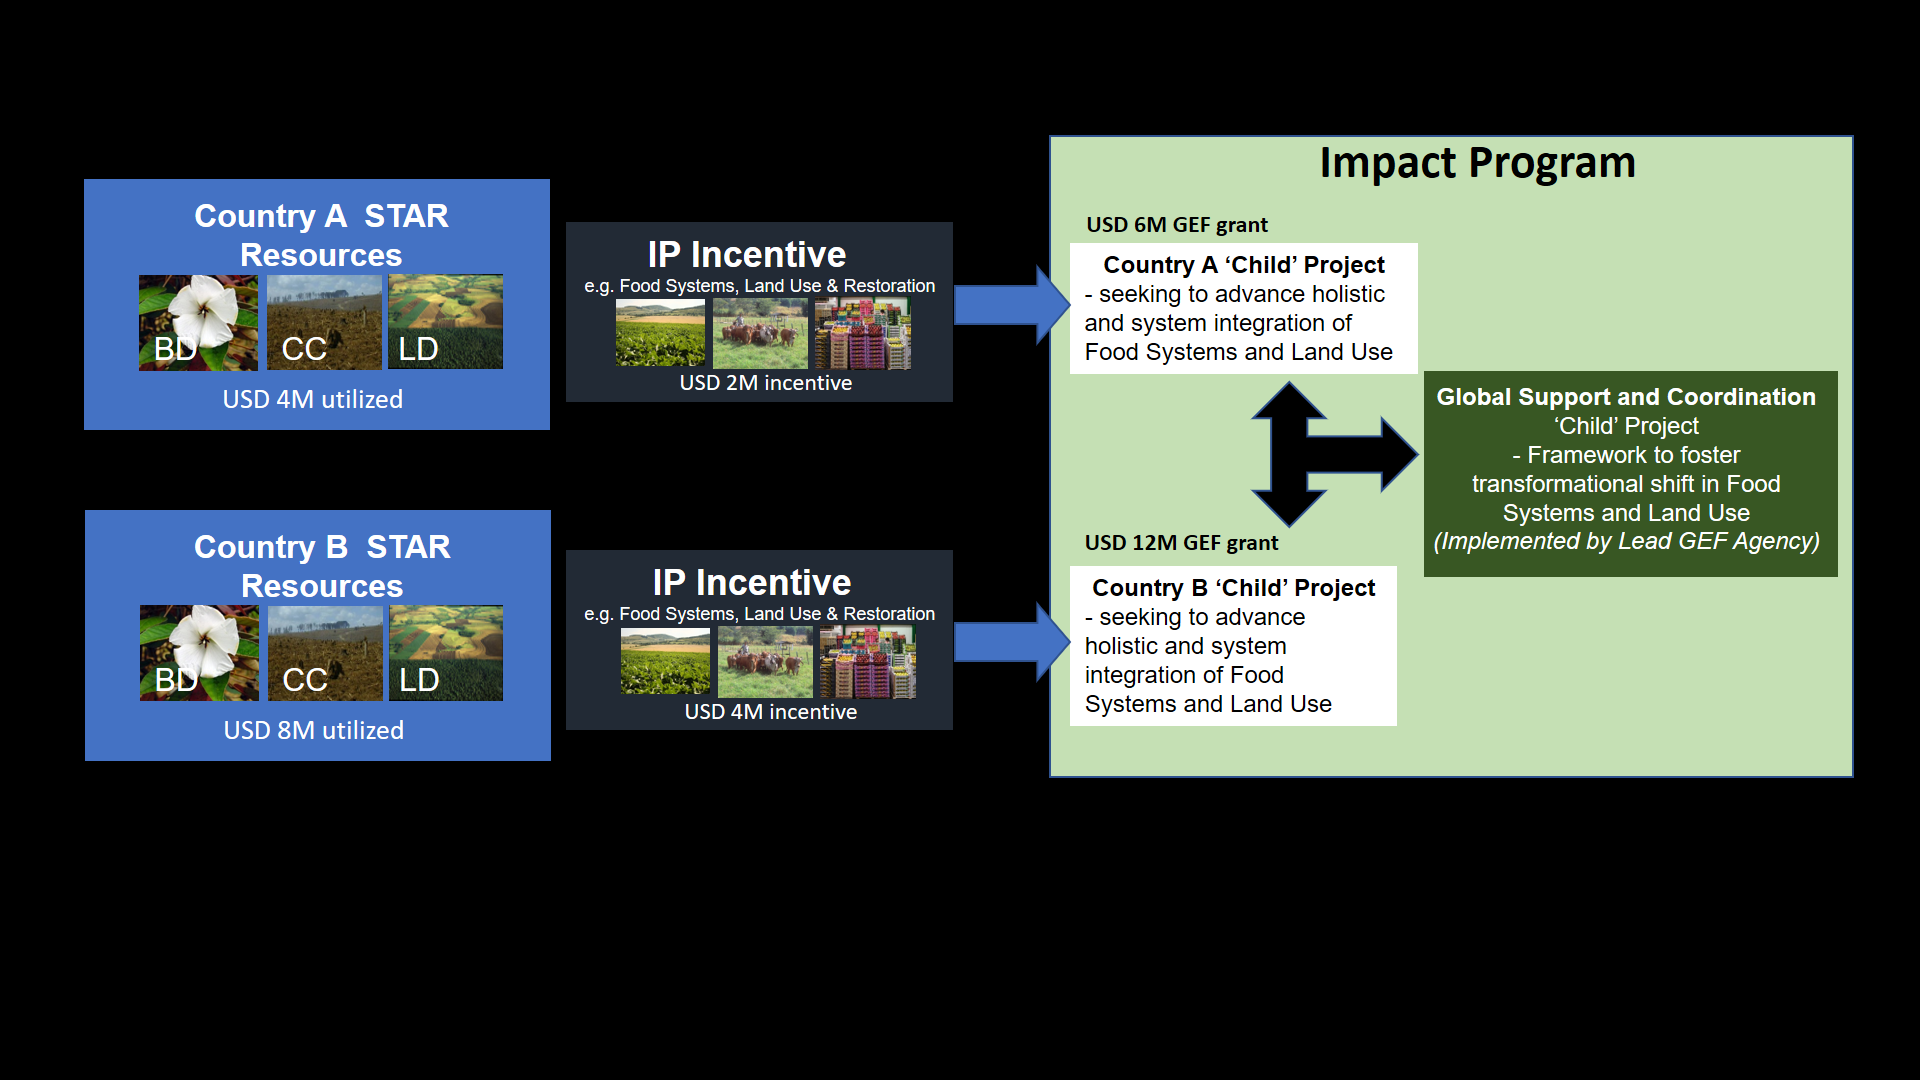 Country A  STAR
Resources
BD
CC
LD
USD 4M utilized
IP Incentive
e.g. Food Systems, Land Use & Restoration
USD 2M incentive
Country B  STAR
Resources
BD
CC
LD
USD 8M utilized
IP Incentive
e.g. Food Systems, Land Use & Restoration
USD 4M incentive
Impact Program
USD 6M GEF grant
Country A ‘Child’ Project
- seeking to advance holistic
and system integration of
Food Systems and Land Use
Global Support and Coordination
‘Child’ Project
- Framework to foster
transformational shift in Food
Systems and Land Use
(Implemented by Lead GEF Agency)
USD 12M GEF grant
Country B ‘Child’ Project
- seeking to advance
holistic and system
integration of Food
Systems and Land Use